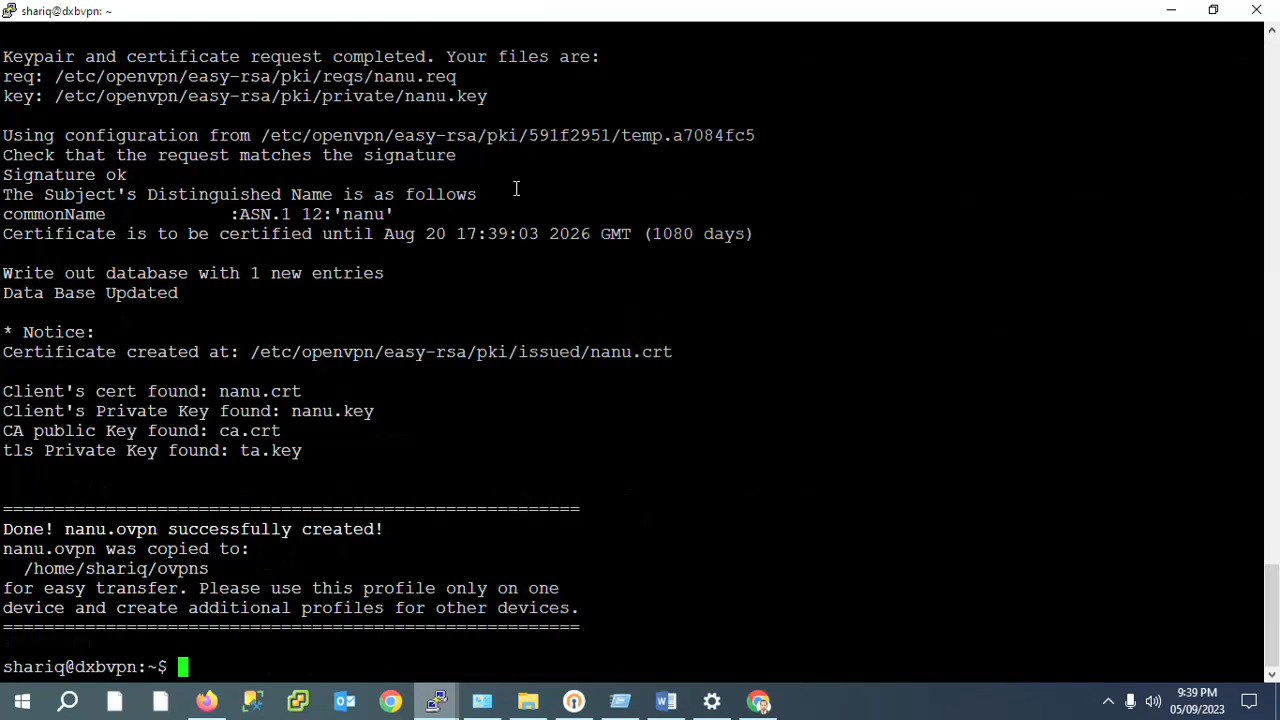 shariq@dxbvpn: ~
Keypair and certificate request completed. Your files are:
req: /etc/openvpn/easy-rsa/pki/reqs/nanu.req
key: /etc/openvpn/easy-rsa/pki/private/nanu.key
Using configuration from /etc/openvpn/easy-rsa/pki/591f2951/temp.a7084fc5
Check that the request matches the signature
Signature ok
The Subject's Distinguished Name is as follows
commonName            :ASN.1 12:'nanu'
Certificate is to be certified until Aug 20 17:39:03 2026 GMT (1080 days)
Write out database with 1 new entries
Data Base Updated
* Notice:
Certificate created at: /etc/openvpn/easy-rsa/pki/issued/nanu.crt
Client's cert found: nanu.crt
Client's Private Key found: nanu.key
CA public Key found: ca.crt
tls Private Key found: ta.key
========================================================
Done! nanu.ovpn successfully created!
nanu.ovpn was copied to:
  /home/shariq/ovpns
for easy transfer. Please use this profile only on one
device and create additional profiles for other devices.
========================================================
shariq@dxbvpn:~$
9:39 PM
05/09/2023